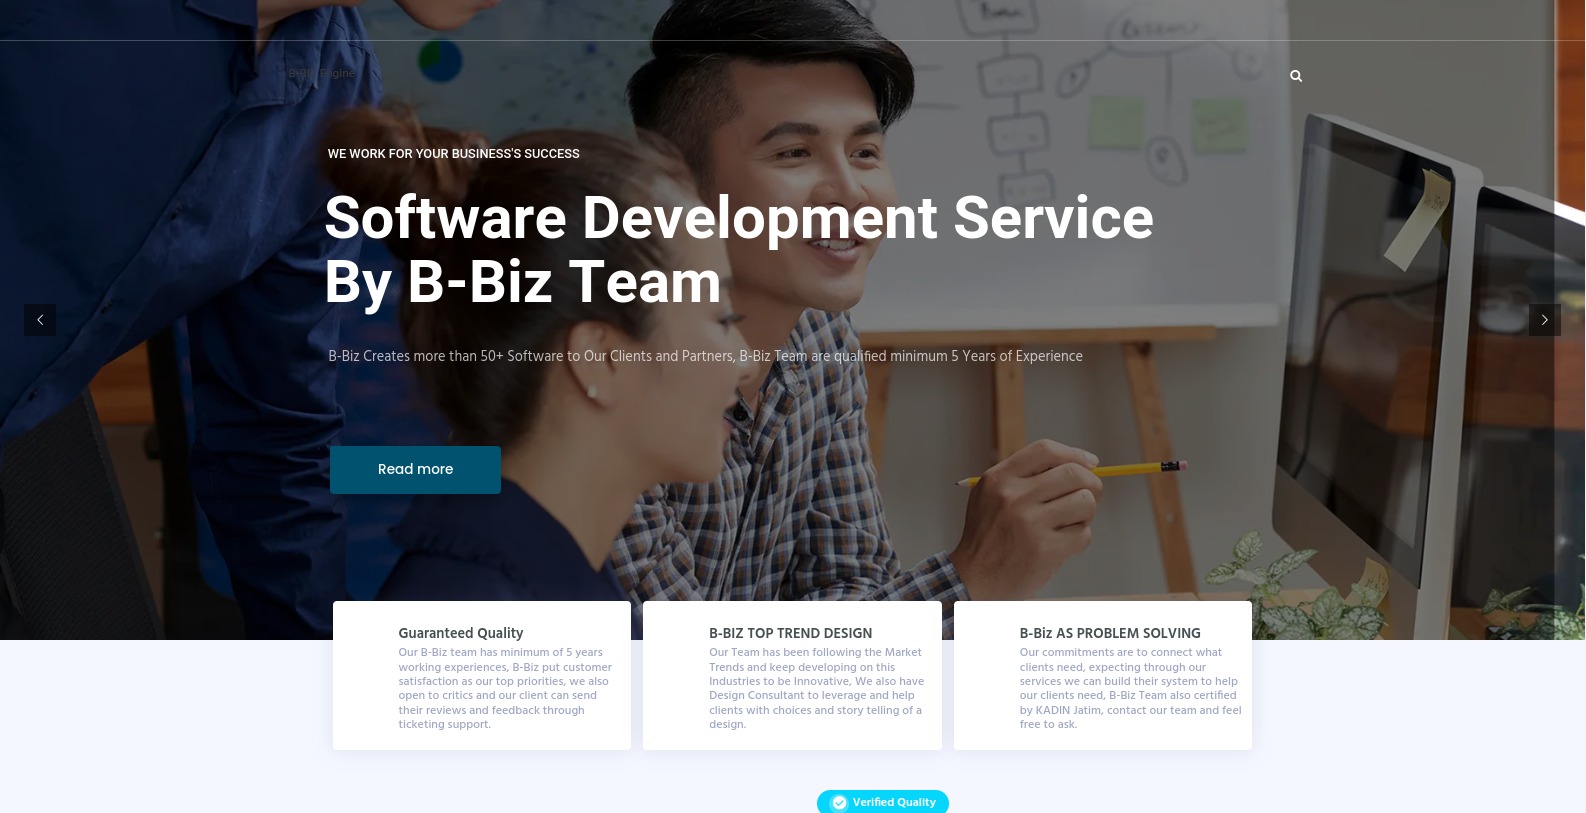 B-Biz Engine
WE WORK FOR YOUR BUSINESS'S SUCCESS
Software Development Service
By B-Biz Team
B-Biz Creates more than 50+ Software to Our Clients and Partners, B-Biz Team are qualified minimum 5 Years of Experience
Read more
Guaranteed Quality
Our B-Biz team has minimum of 5 years
working experiences, B-Biz put customer
satisfaction as our top priorities, we also
open to critics and our client can send
their reviews and feedback through
ticketing support.
B-BIZ TOP TREND DESIGN
Our Team has been following the Market
Trends and keep developing on this
Industries to be Innovative, We also have
Design Consultant to leverage and help
clients with choices and story telling of a
design.
B-Biz AS PROBLEM SOLVING
Our commitments are to connect what
clients need, expecting through our
services we can build their system to help
our clients need, B-Biz Team also certified
by KADIN Jatim, contact our team and feel
free to ask.
Verified Quality